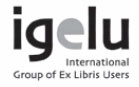 igelu
International
Group of Ex Libris Users